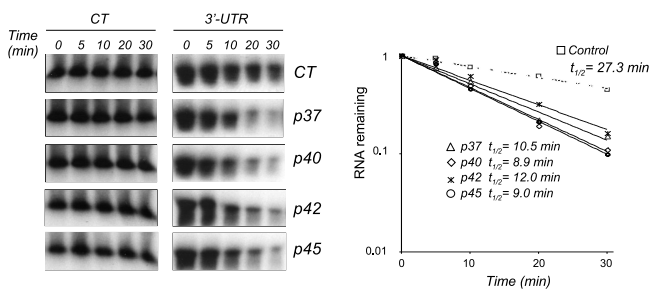 CT 3'-UTR
Time (min) 0 5 10 20 30 0 5 10 20 30
CT
p37
p40
p42
p45
RNA remaining
1
0.1
0.01
0 10 20 30
Time (min)
Control
t1/2= 27.3 min
p37 t1/2= 10.5 min
p40 t1/2= 8.9 min
p42 t1/2= 12.0 min
p45 t1/2= 9.0 min